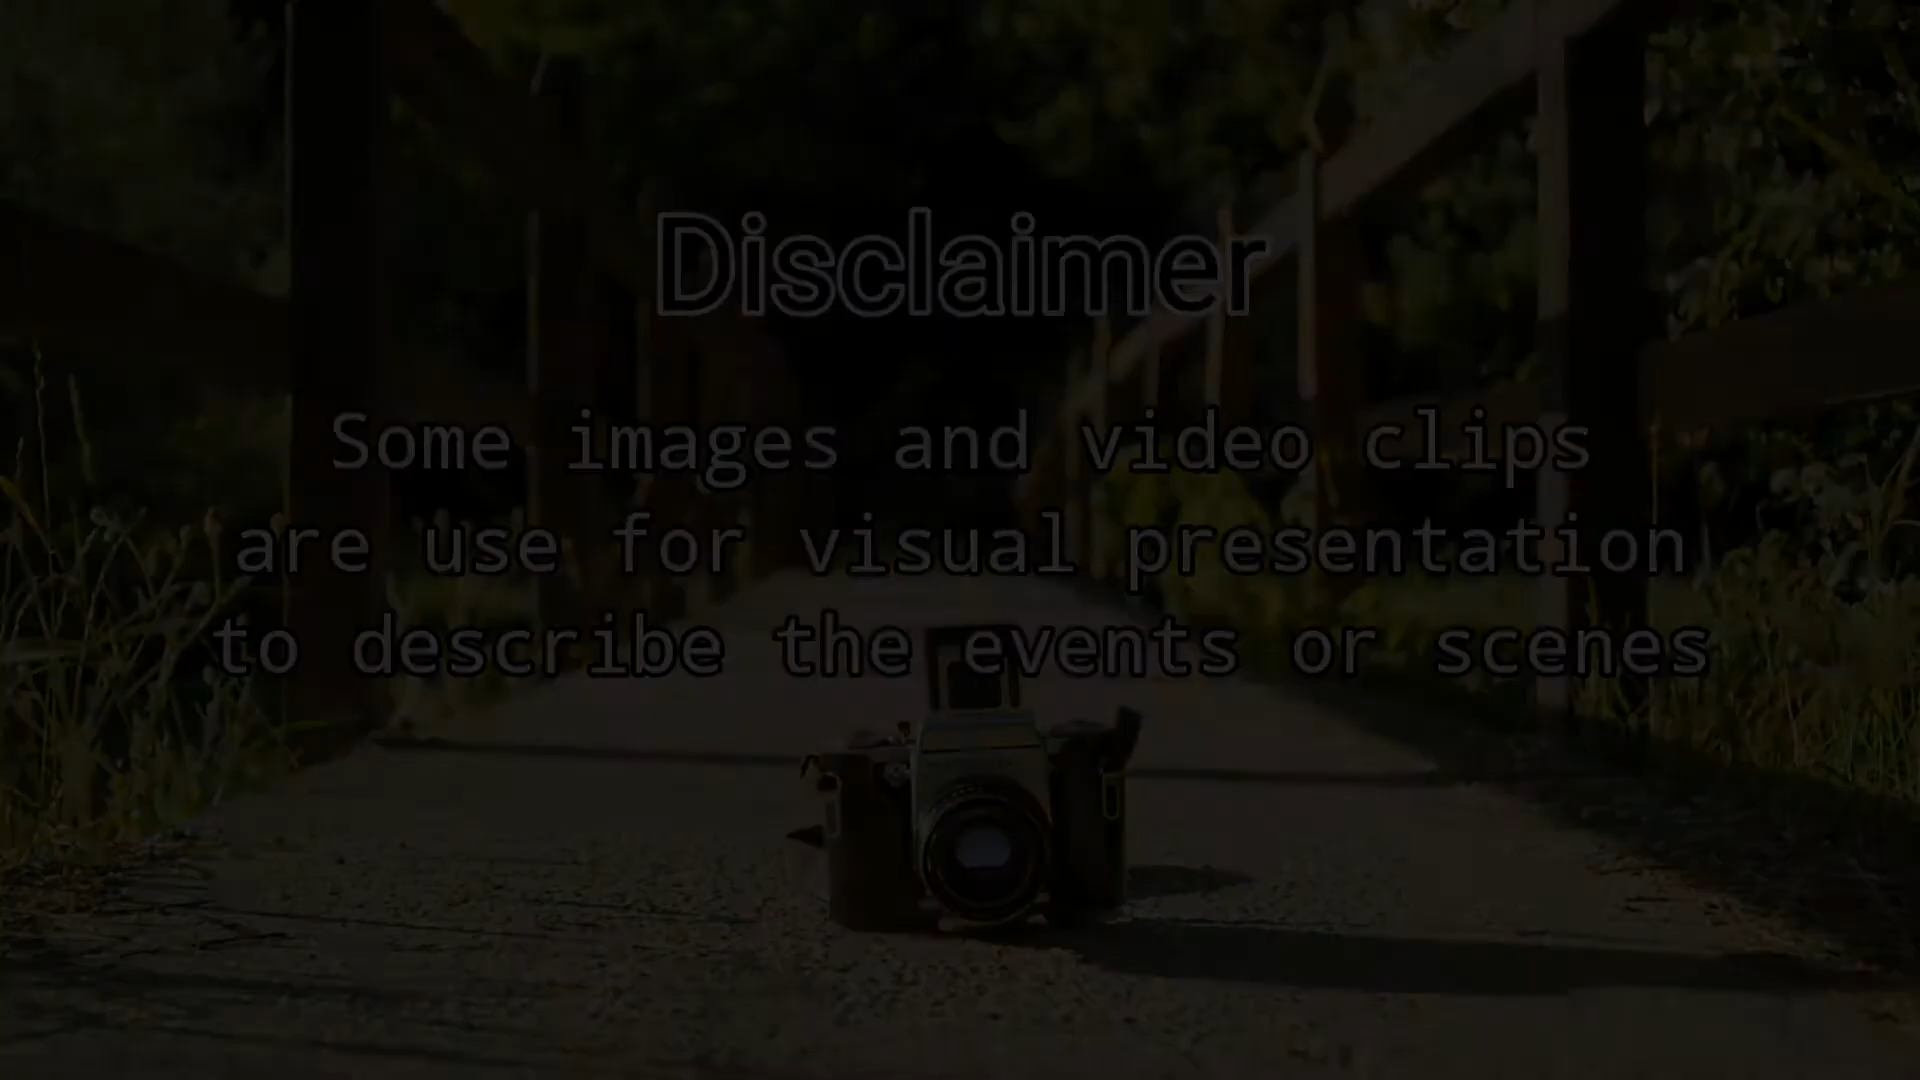 Disclaimer
Some images and video clips
are use for visual presentation
to describe the events or scenes